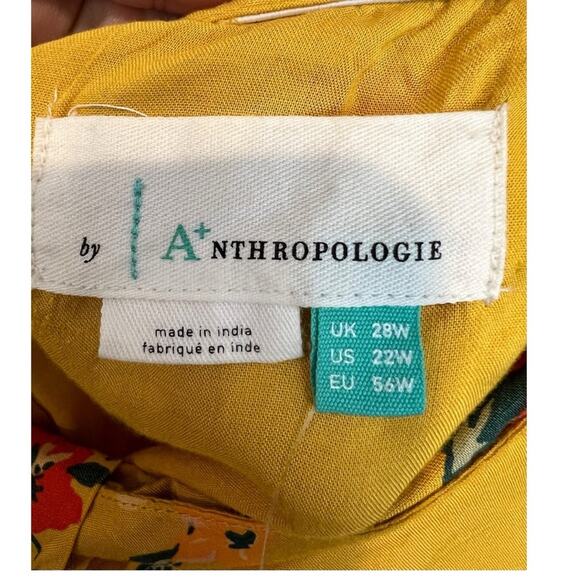 by A+NTHROPOLOGIE
made in india
fabriqué en inde
UK 28W
US 22W
EU 56W